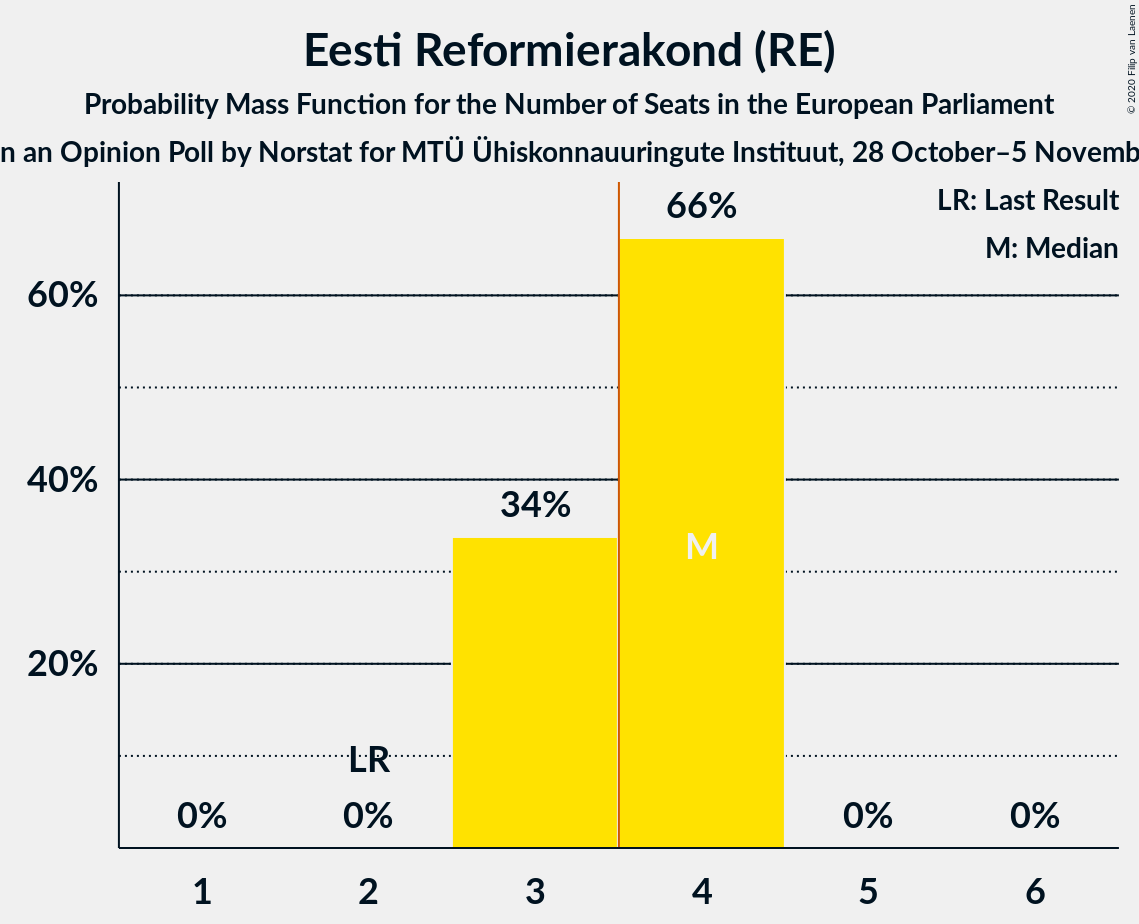 Eesti Reformierakond (RE)
Probability Mass Function for the Number of Seats in the European Parliament
an Opinion Poll by Norstat for MTÜ Ühiskonnauuringute Instituut, 28 October–5
LR: Last Result
M: Median
66%
60%
40%
34%
M
20%
LR
0% 0% 0% 0%
1 2 3 4 5 6
© 2020 Filip van Laenen